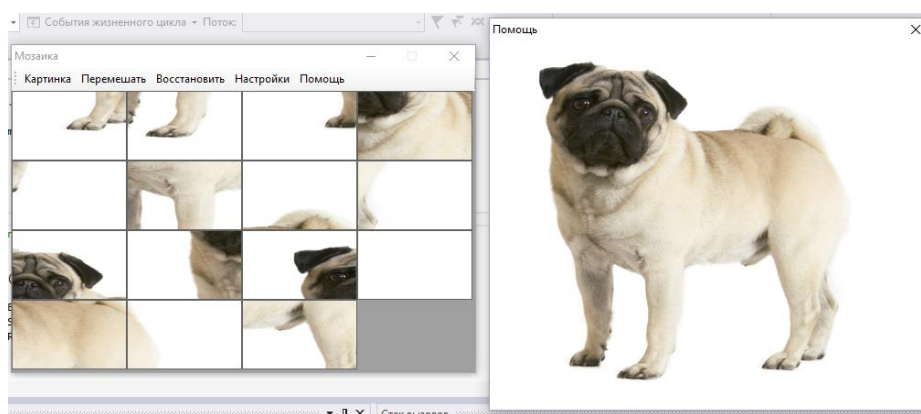 События жизненного цикла Поток:
Мозаика
Картинка Перемешать Восстановить Настройки Помощь
Помощь
Стек вызовов